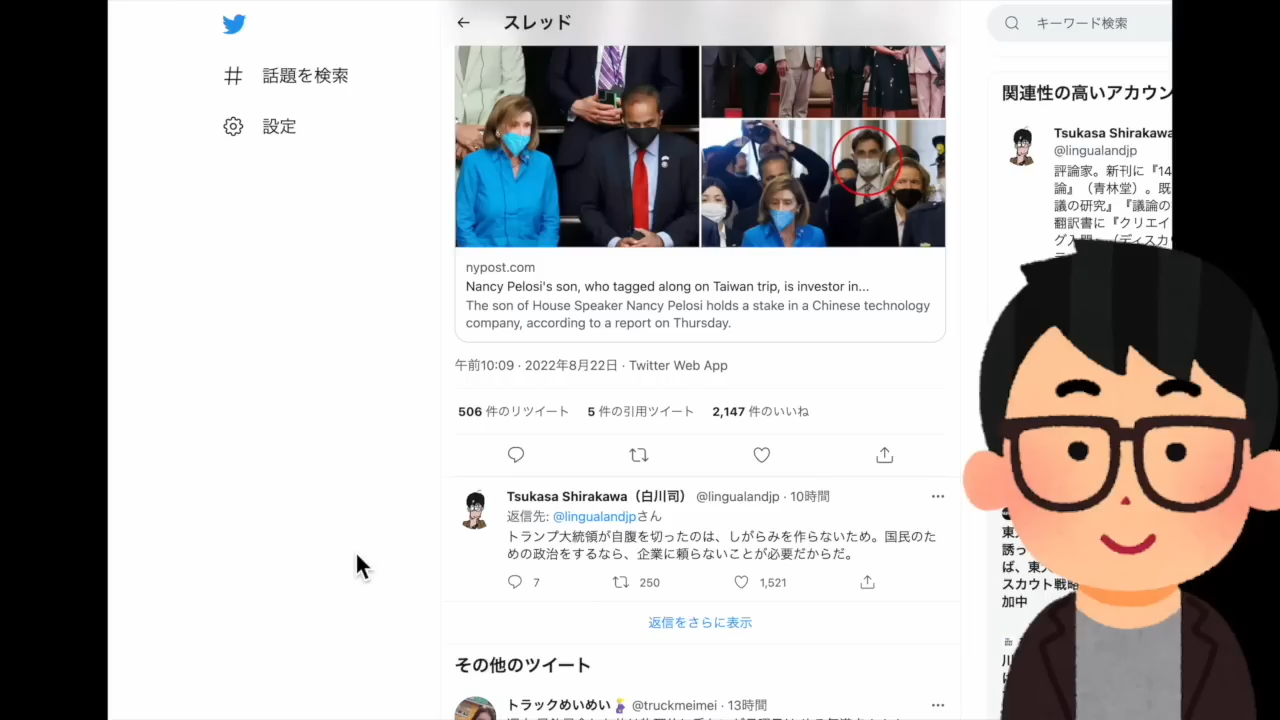 スレッド
キーワード検索
話題を検索
設定
関連性の高いアカウン
Tsukasa Shirakawa
@lingualandjp
評論家。新刊に『14
論』（青林堂）。既
議の研究』『議論の
翻訳書に『クリエイ
nypost.com
Nancy Pelosi's son, who tagged along on Taiwan trip, is investor in...
The son of House Speaker Nancy Pelosi holds a stake in a Chinese technology
company, according to a report on Thursday.
午前10:09 · 2022年8月22日 · Twitter Web App
506 件のリツイート 5 件の引用ツイート 2,147 件のいいね
Tsukasa Shirakawa（白川司） @lingualandjp · 10時間
返信先: @lingualandjpさん
トランプ大統領が自腹を切ったのは、しがらみを作らないため。国民のた
めの政治をするなら、企業に頼らないことが必要だからだ。
7 250 1,521
返信をさらに表示
その他のツイート
トラックめいめい @truckmeimei · 13時間
誘っ
ば、東
スカウト戦略
加中